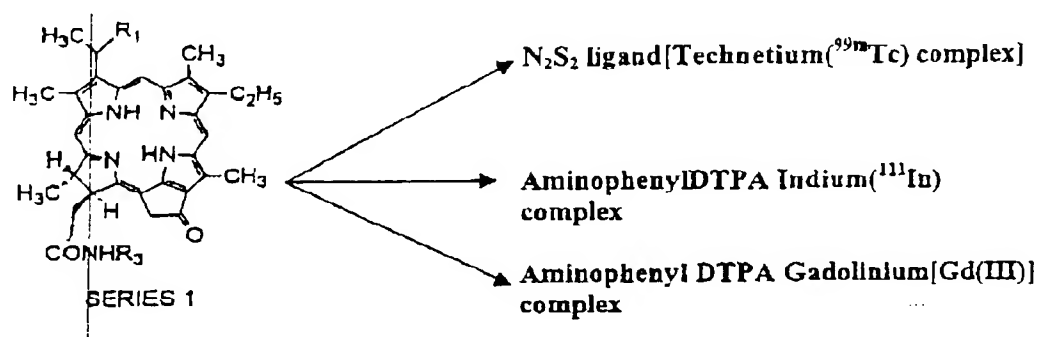 H₃C R₁
CH₃
H₃C
C₂H₅
NH N
N HN
H
H₃C
CH₃
H
O
CONHR₃
SERIES 1
N₂S₂ ligand[Technetium(⁹⁹ᵐTc) complex]
AminophenylDTPA Indium(¹¹¹In)
complex
Aminophenyl DTPA Gadolinium[Gd(III)]
complex